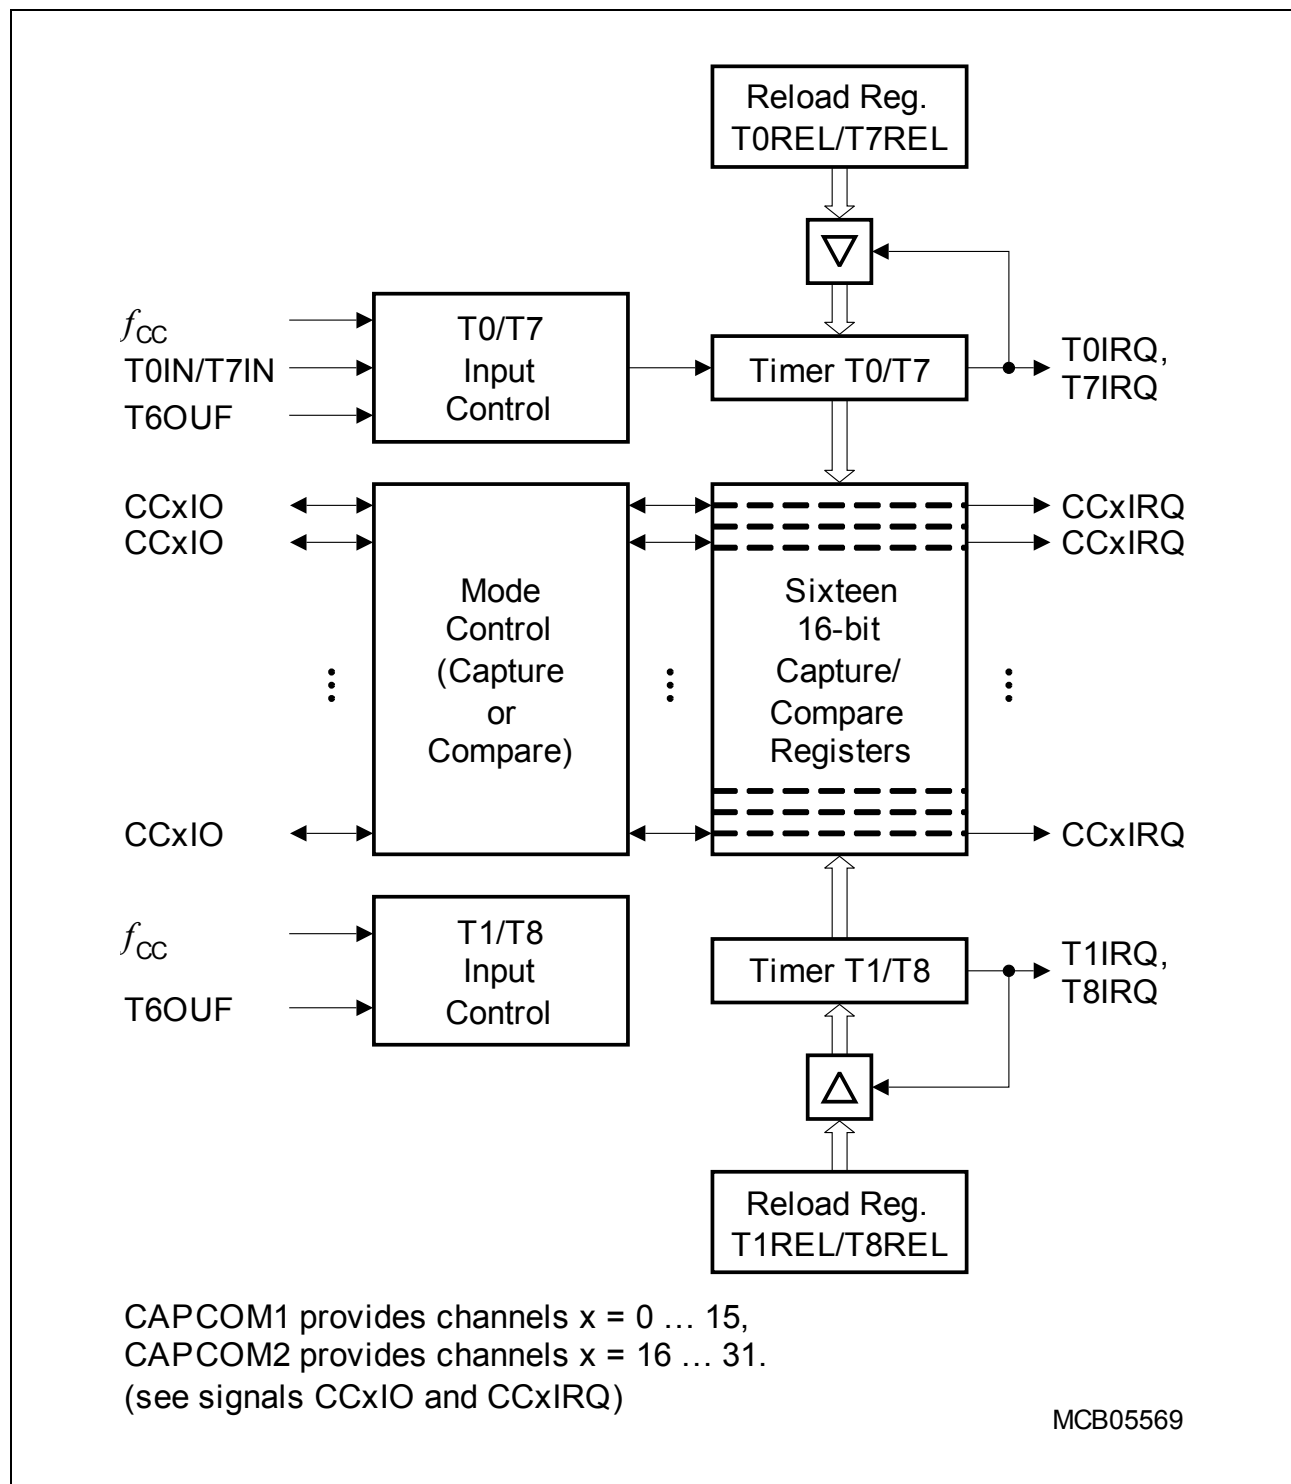 Reload Reg.
T0REL/T7REL
fCC
T0IN/T7IN
T6OUF
T0/T7
Input
Control
Timer T0/T7
T0IRQ,
T7IRQ
CCxIO
CCxIO
CCxIO
Mode
Control
(Capture
or
Compare)
Sixteen
16-bit
Capture/
Compare
Registers
CCxIRQ
CCxIRQ
CCxIRQ
fCC
T6OUF
T1/T8
Input
Control
Timer T1/T8
T1IRQ,
T8IRQ
Reload Reg.
T1REL/T8REL
CAPCOM1 provides channels x = 0 … 15,
CAPCOM2 provides channels x = 16 … 31.
(see signals CCxIO and CCxIRQ)
MCB05569